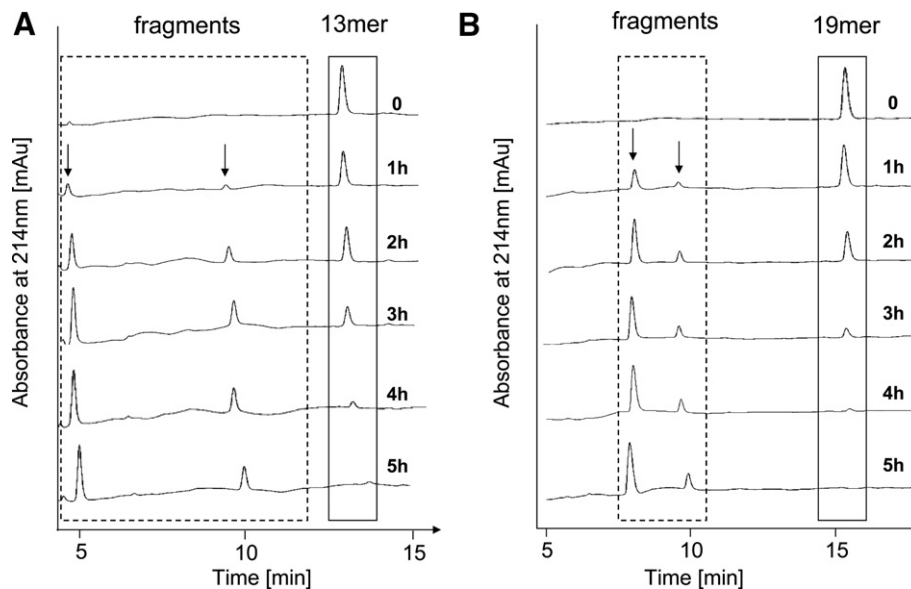 A
fragments
13mer
0
1h
2h
3h
4h
5h
Absorbance at 214nm [mAu]
5
10
15
Time [min]
B
fragments
19mer
0
1h
2h
3h
4h
5h
Absorbance at 214nm [mAu]
5
10
15
Time [min]